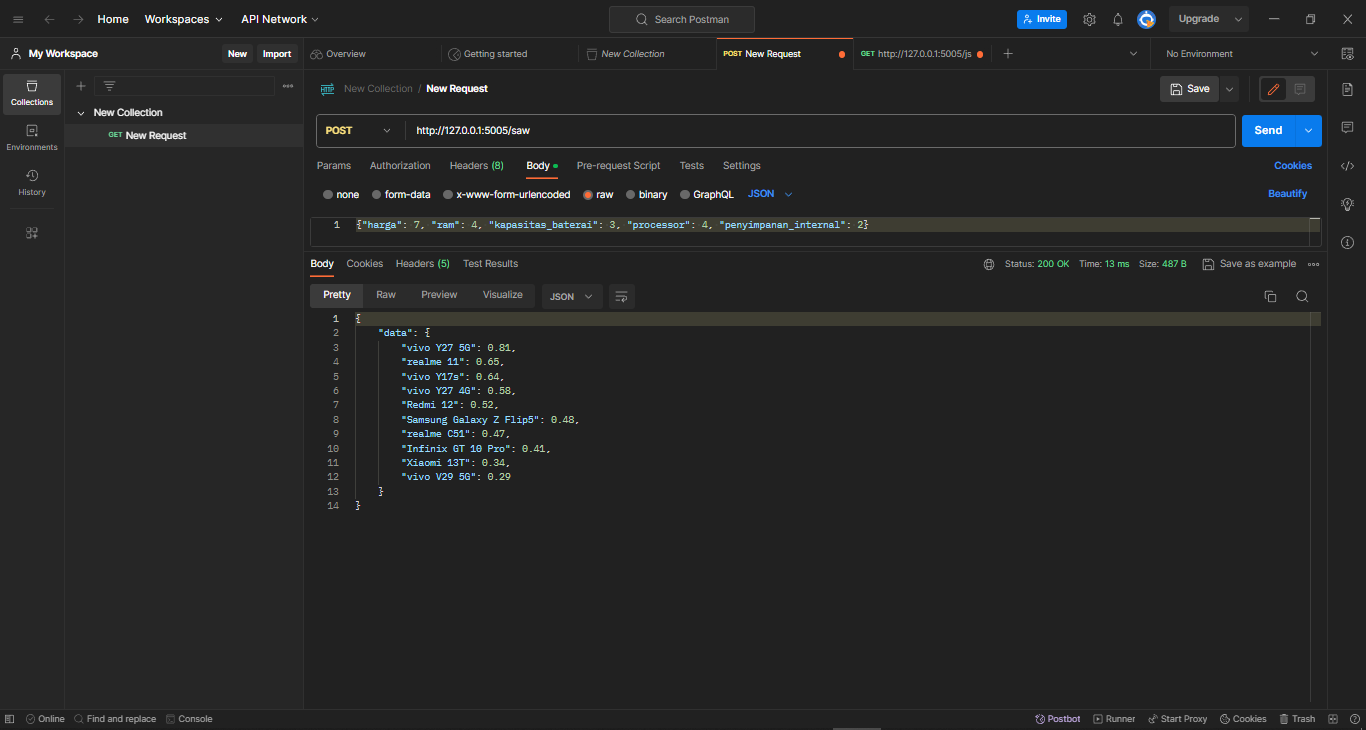 Home Workspaces API Network Search Postman Invite Upgrade
My Workspace New Import Overview Getting started New Collection POST New Request GET http://127.0.0.1:5005/js No Environment
Collections
Environments
History
New Collection
GET New Request
HTTP New Collection / New Request Save
POST http://127.0.0.1:5005/saw Send
Params Authorization Headers (8) Body Pre-request Script Tests Settings Cookies
none form-data x-www-form-urlencoded raw binary GraphQL JSON Beautify
1 {"harga": 7, "ram": 4, "kapasitas_baterai": 3, "processor": 4, "penyimpanan_internal": 2}
Body Cookies Headers (5) Test Results Status: 200 OK Time: 13 ms Size: 487 B Save as example
Pretty Raw Preview Visualize JSON
1 {
2 "data": {
3 "vivo Y27 5G": 0.81,
4 "realme 11": 0.65,
5 "vivo Y17s": 0.64,
6 "vivo Y27 4G": 0.58,
7 "Redmi 12": 0.52,
8 "Samsung Galaxy Z Flip5": 0.48,
9 "realme C51": 0.47,
10 "Infinix GT 10 Pro": 0.41,
11 "Xiaomi 13T": 0.34,
12 "vivo V29 5G": 0.29
13 }
14 }
Online Find and replace Console Postbot Runner Start Proxy Cookies Trash